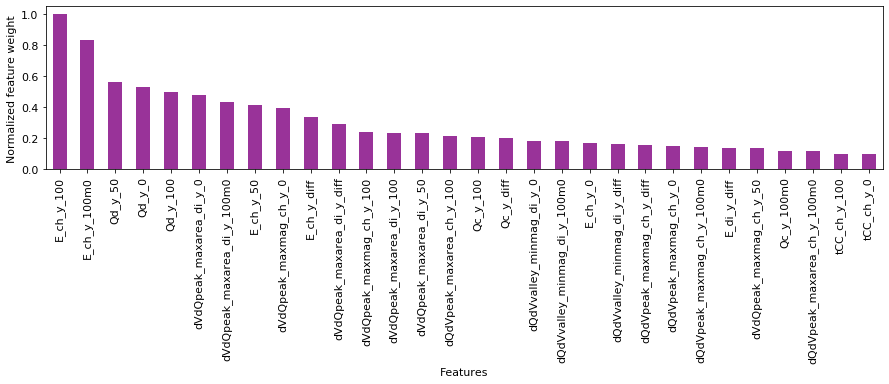 Normalized feature weight
1.0
0.8
0.6
0.4
0.2
0.0
E_ch_y_100
E_ch_y_100m0
Qd_y_50
Qd_y_0
Qd_y_100
dVdQpeak_maxarea_di_y_0
dVdQpeak_maxarea_di_y_100m0
E_ch_y_50
dVdQpeak_maxmag_ch_y_0
E_ch_y_diff
dVdQpeak_maxarea_di_y_diff
dVdQpeak_maxmag_ch_y_100
dVdQpeak_maxarea_di_y_100
dVdQpeak_maxarea_di_y_50
dQdVpeak_maxarea_ch_y_100
Qc_y_100
Qc_y_diff
dQdVvalley_minmag_di_y_0
dQdVvalley_minmag_di_y_100m0
E_ch_y_0
dQdVvalley_minmag_di_y_diff
dQdVpeak_maxmag_ch_y_diff
dQdVpeak_maxmag_ch_y_0
dQdVpeak_maxmag_ch_y_100m0
E_di_y_diff
dVdQpeak_maxmag_ch_y_50
Qc_y_100m0
dQdVpeak_maxarea_ch_y_100m0
tCC_ch_y_100
tCC_ch_y_0
Features